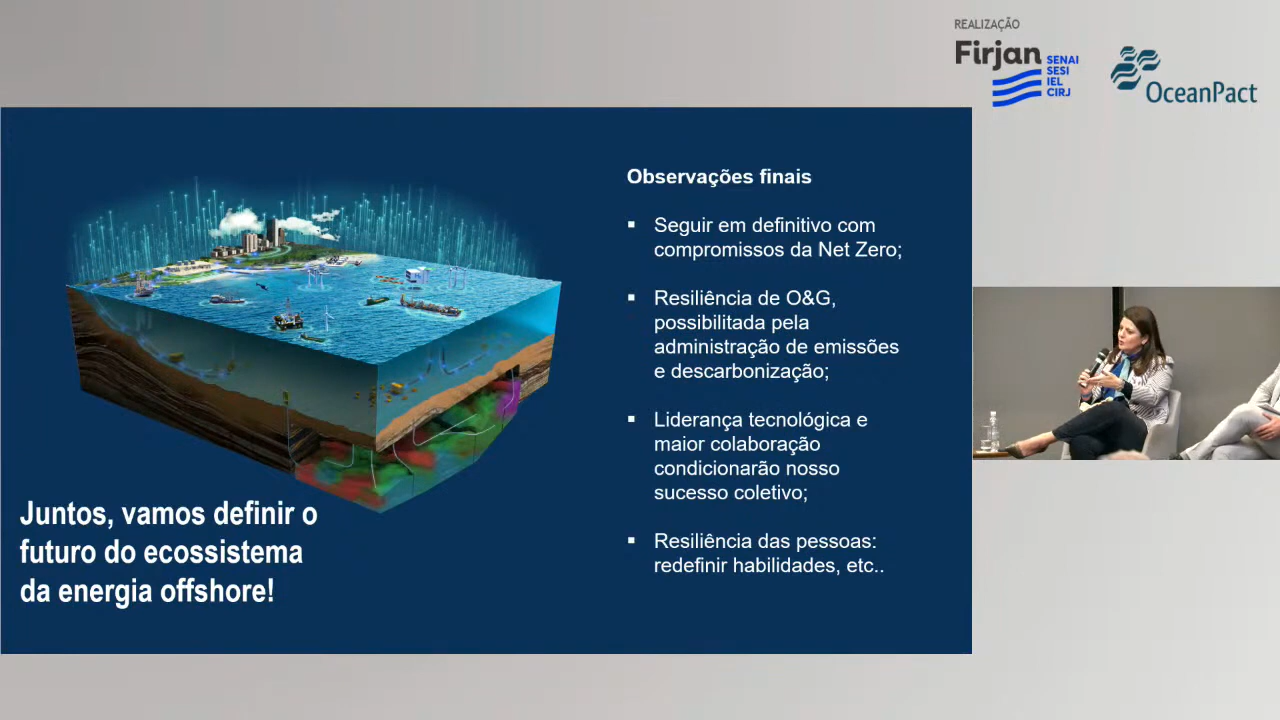 REALIZAÇÃO
Firjan
SENAI
SESI
IEL
CIRJ
OceanPact
Observações finais
▪ Seguir em definitivo com
compromissos da Net Zero;
▪ Resiliência de O&G,
possibilitada pela
administração de emissões
e descarbonização;
▪ Liderança tecnológica e
maior colaboração
condicionarão nosso
sucesso coletivo;
▪ Resiliência das pessoas:
redefinir habilidades, etc..
Juntos, vamos definir o
futuro do ecossistema
da energia offshore!